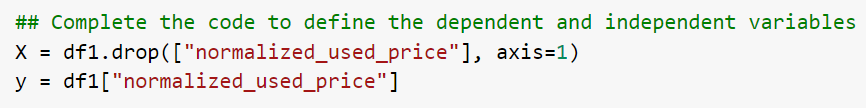 ## Complete the code to define the dependent and independent variables
X = df1.drop(["normalized_used_price"], axis=1)
y = df1["normalized_used_price"]